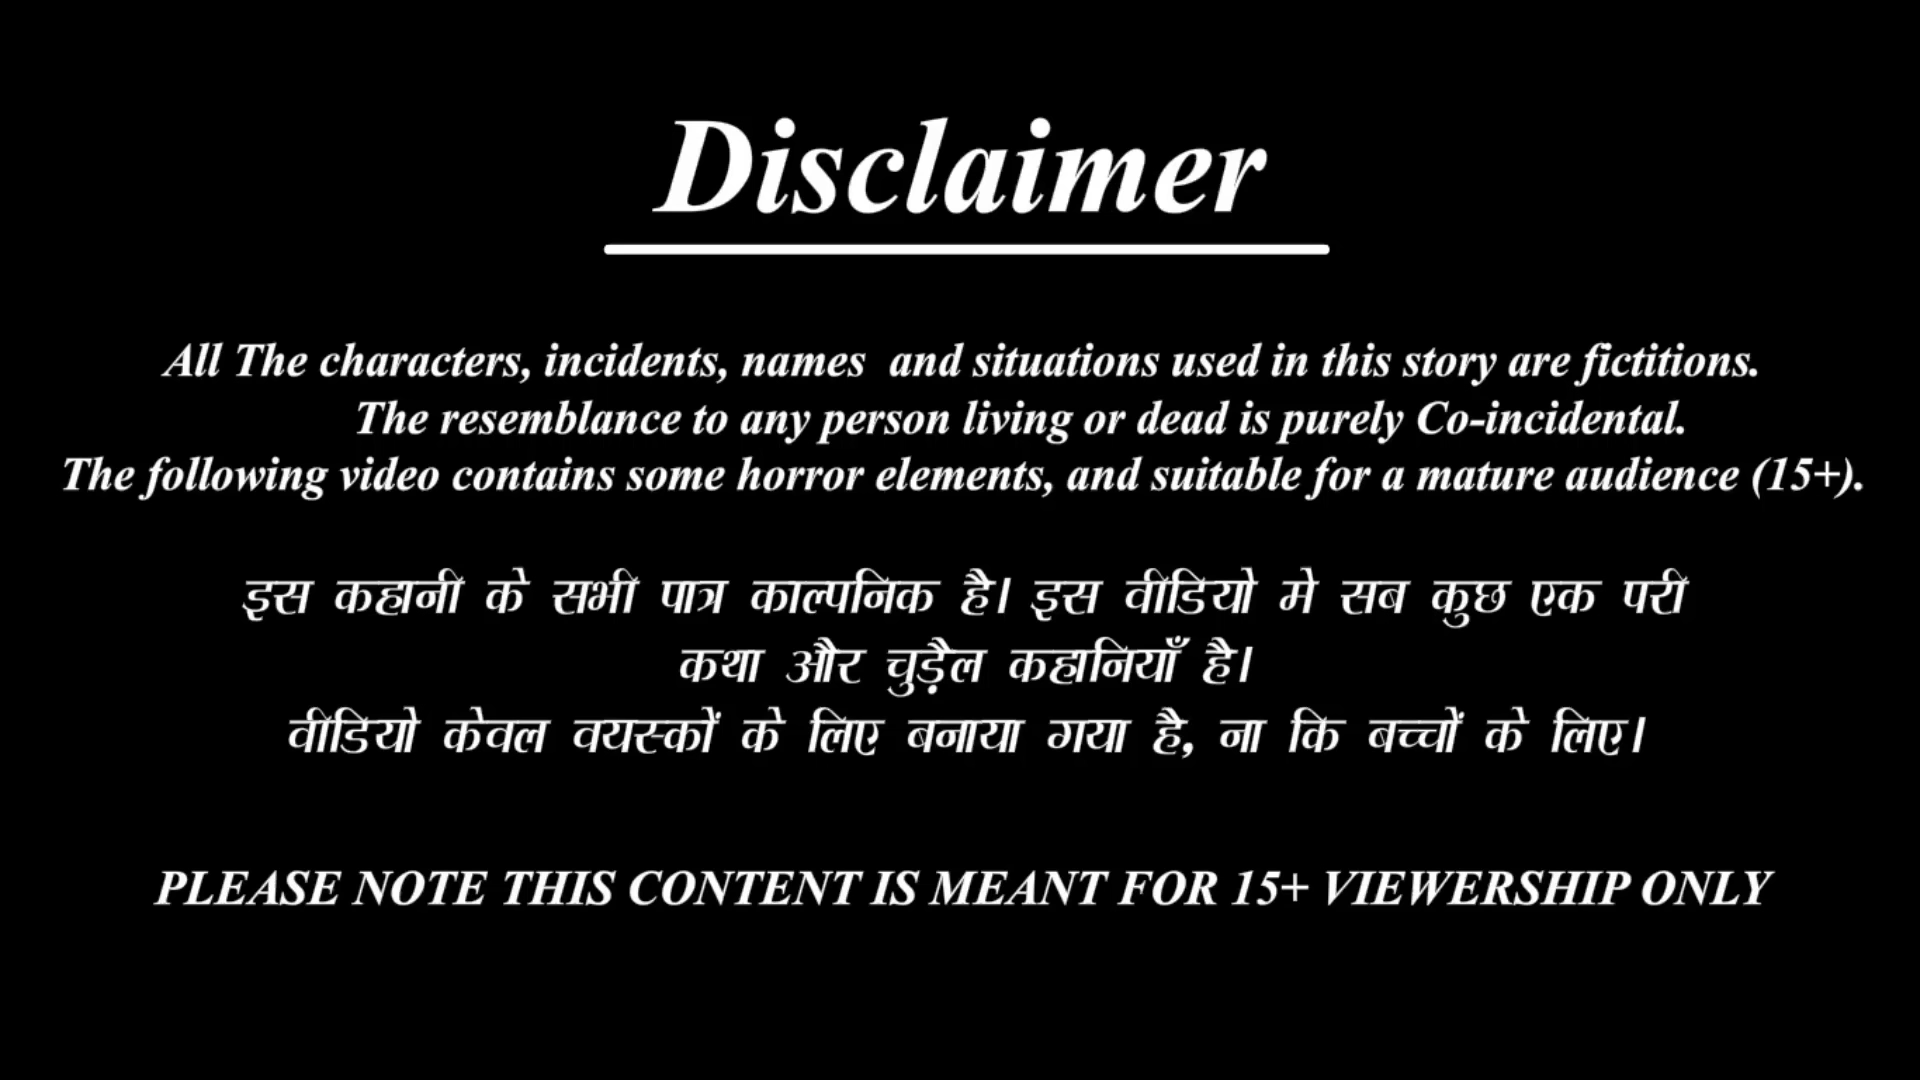 Disclaimer
All The characters, incidents, names and situations used in this story are fictitions.
The resemblance to any person living or dead is purely Co-incidental.
The following video contains some horror elements, and suitable for a mature audience (15+).
इस कहानी के सभी पात्र काल्पनिक है। इस वीडियो मे सब कुछ एक परी
कथा और चुड़ैल कहानियाँ है।
वीडियो केवल वयस्कों के लिए बनाया गया है, ना कि बच्चों के लिए।
PLEASE NOTE THIS CONTENT IS MEANT FOR 15+ VIEWERSHIP ONLY